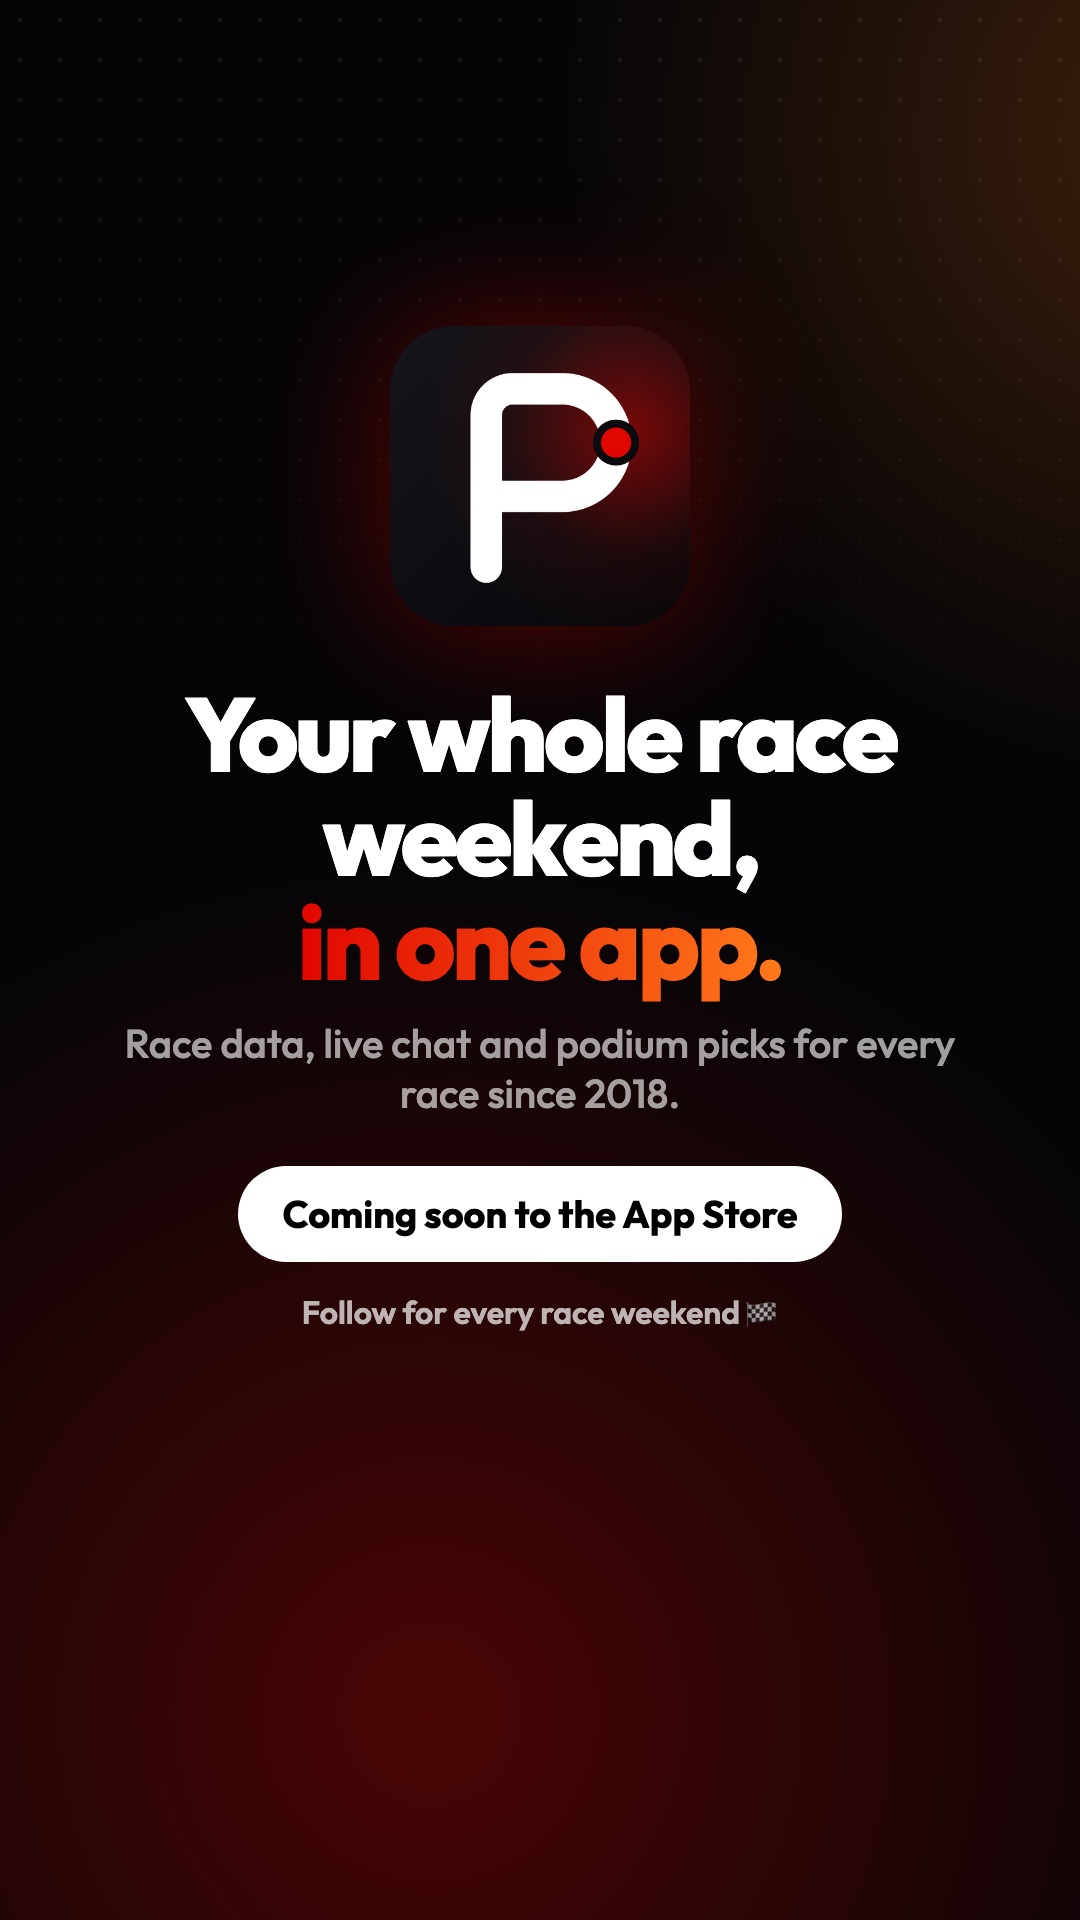 P
Your whole race
weekend,
in one app.
Race data, live chat and podium picks for every
race since 2018.
Coming soon to the App Store
Follow for every race weekend 🏁